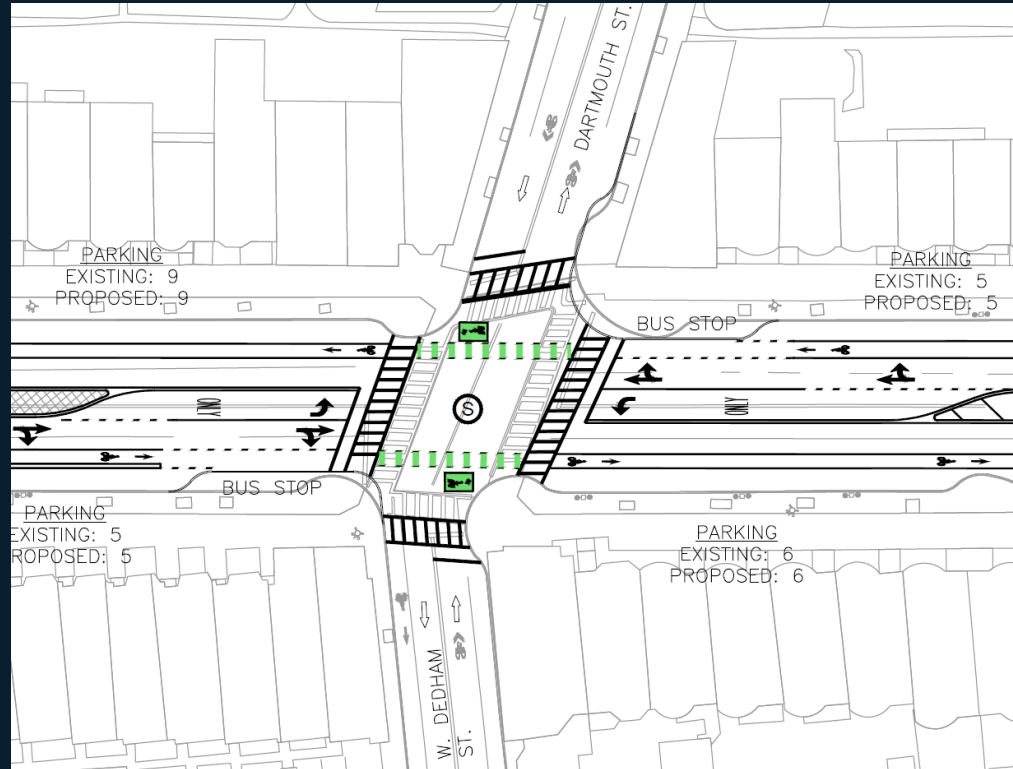 DARTMOUTH ST.
PARKING
EXISTING: 9
PROPOSED: 9
PARKING
EXISTING: 5
PROPOSED: 5
BUS STOP
ONLY
S
ONLY
BUS STOP
PARKING
EXISTING: 5
ROPOSED: 5
PARKING
EXISTING: 6
PROPOSED: 6
W. DEDHAM
ST.